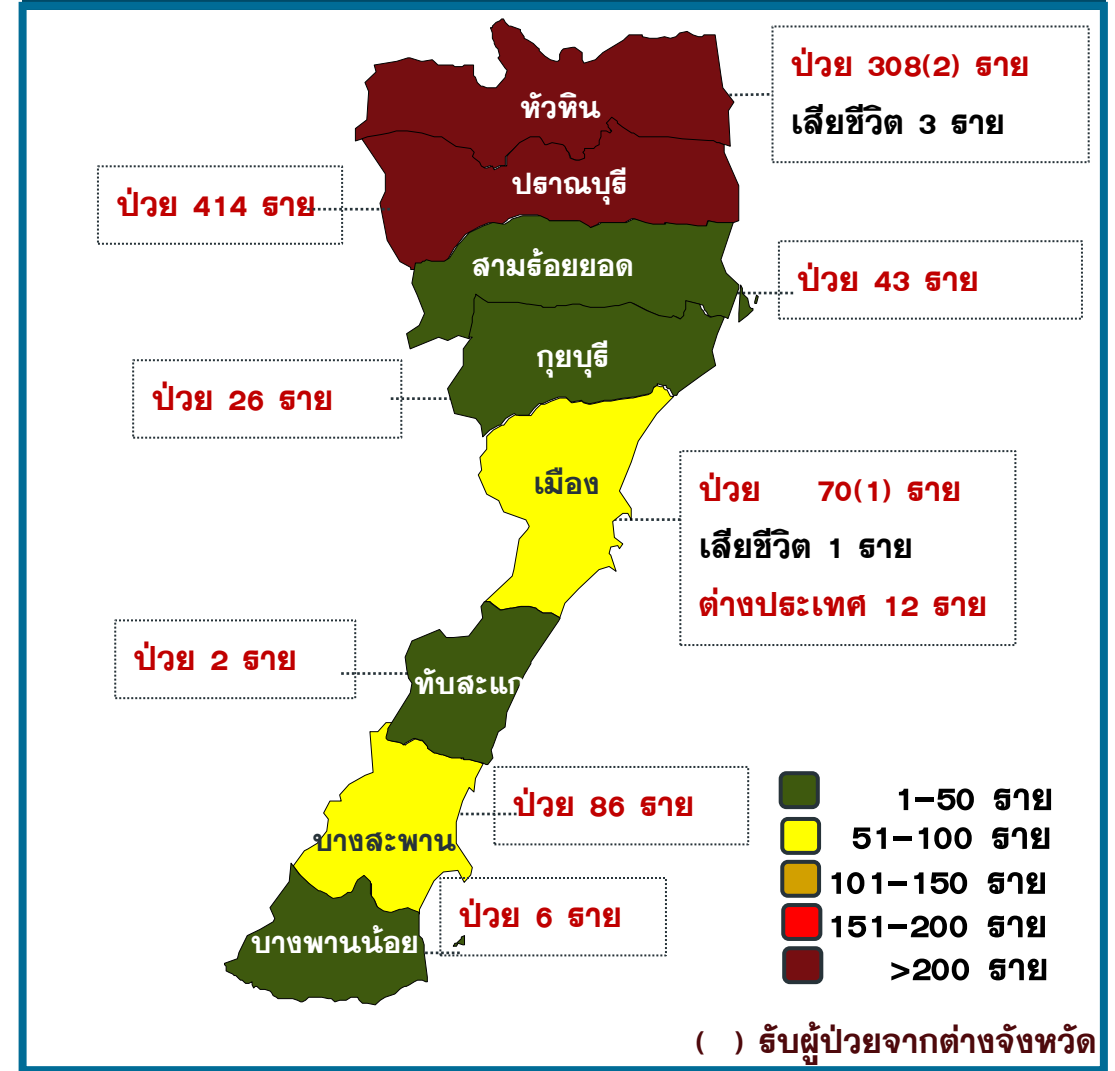 หัวหิน
ป่วย 308(2) ราย
เสียชีวิต 3 ราย
ปราณบุรี
ป่วย 414 ราย
สามร้อยยอด
ป่วย 43 ราย
กุยบุรี
ป่วย 26 ราย
เมือง
ป่วย 70(1) ราย
เสียชีวิต 1 ราย
ต่างประเทศ 12 ราย
ป่วย 2 ราย
ทับสะแก
ป่วย 86 ราย
บางสะพาน
ป่วย 6 ราย
บางพานน้อย
1-50 ราย
51-100 ราย
101-150 ราย
151-200 ราย
>200 ราย
( ) รับผู้ป่วยจากต่างจังหวัด